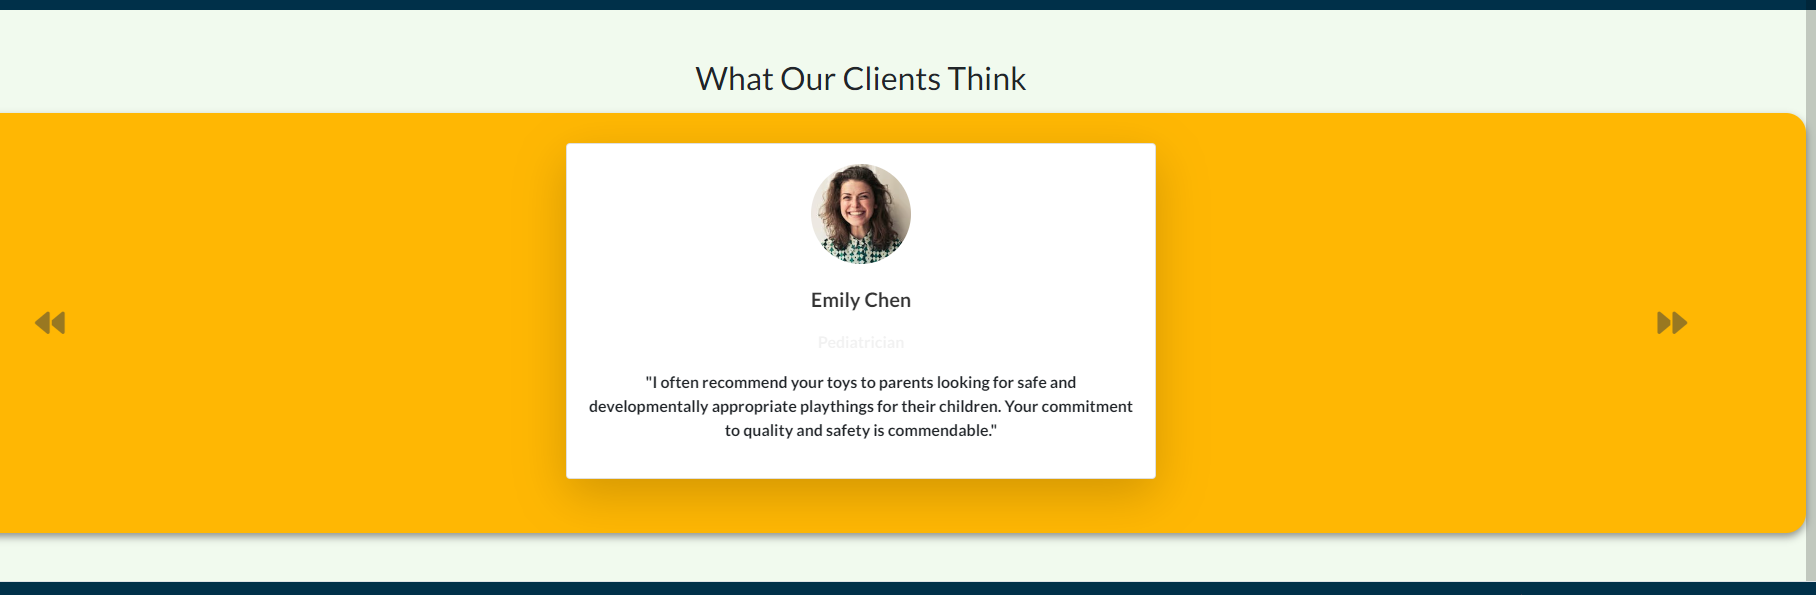 What Our Clients Think
Emily Chen
Pediatrician
"I often recommend your toys to parents looking for safe and
developmentally appropriate playthings for their children. Your commitment
to quality and safety is commendable."